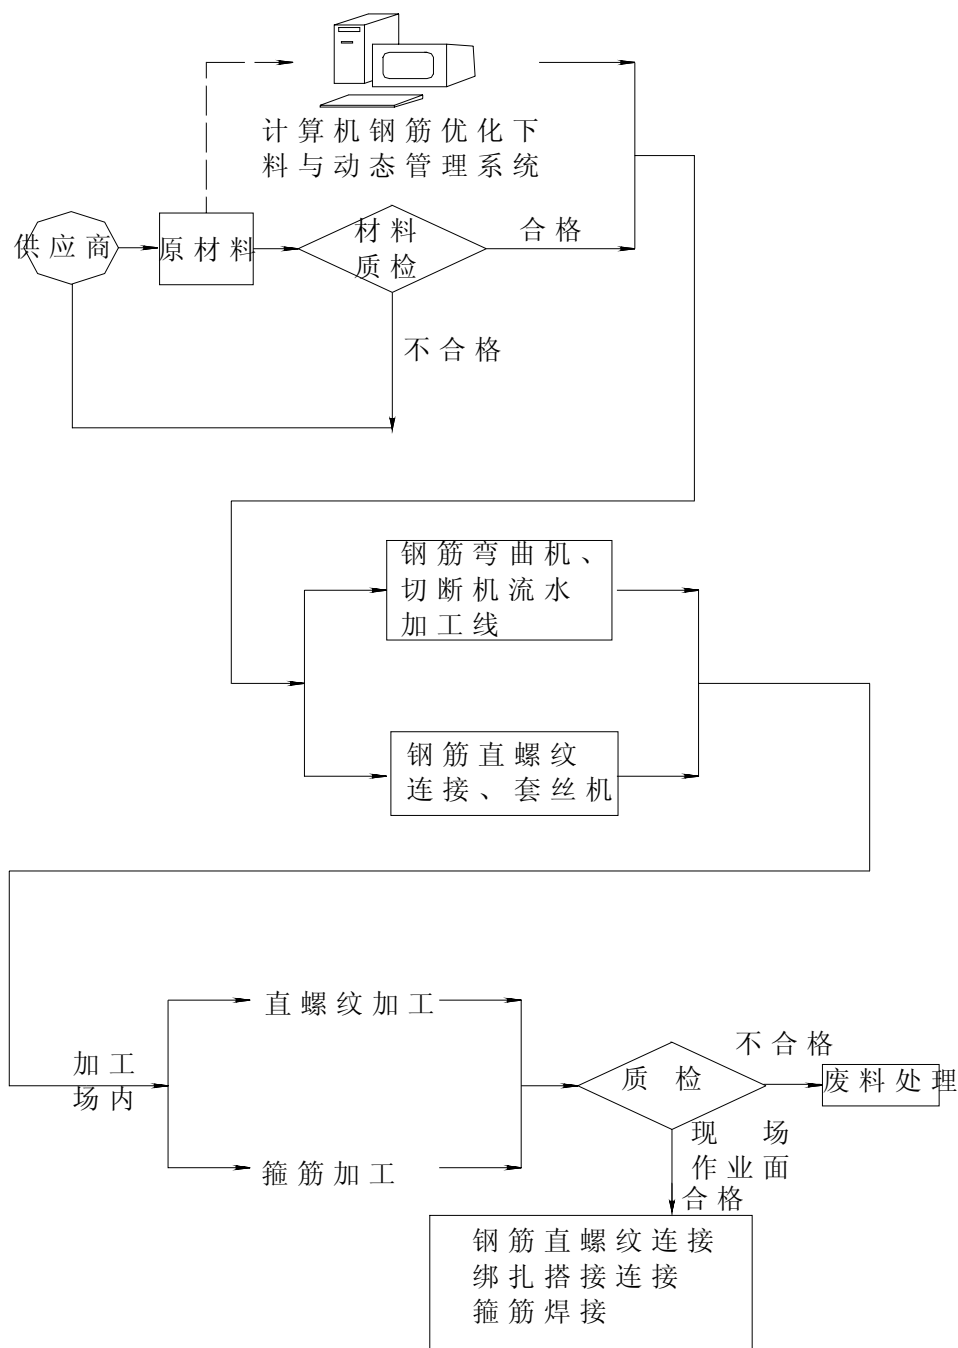 计算机钢筋优化下
料与动态管理系统
供应商
原材料
材料
质检
合格
不合格
钢筋弯曲机、
切断机流水
加工线
钢筋直螺纹
连接、套丝机
直螺纹加工
加工
场内
箍筋加工
质检
不合格
废料处理
现场
作业面
合格
钢筋直螺纹连接
绑扎搭接连接
箍筋焊接